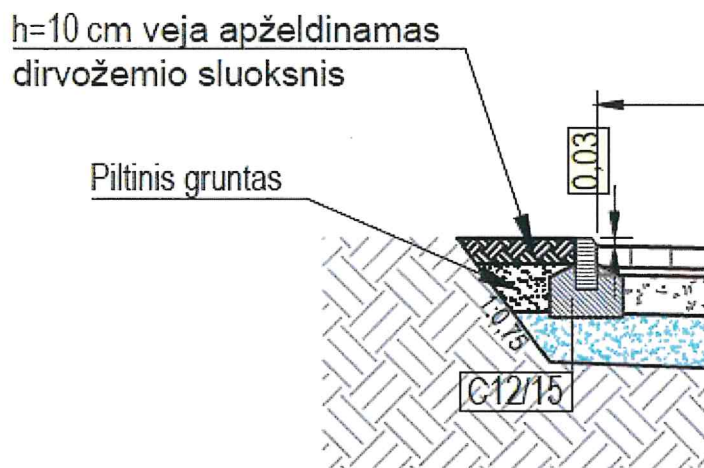 h=10 cm veja apželdinamas
dirvožemio sluoksnis
0,03
Piltinis gruntas
1:0,75
C12/15